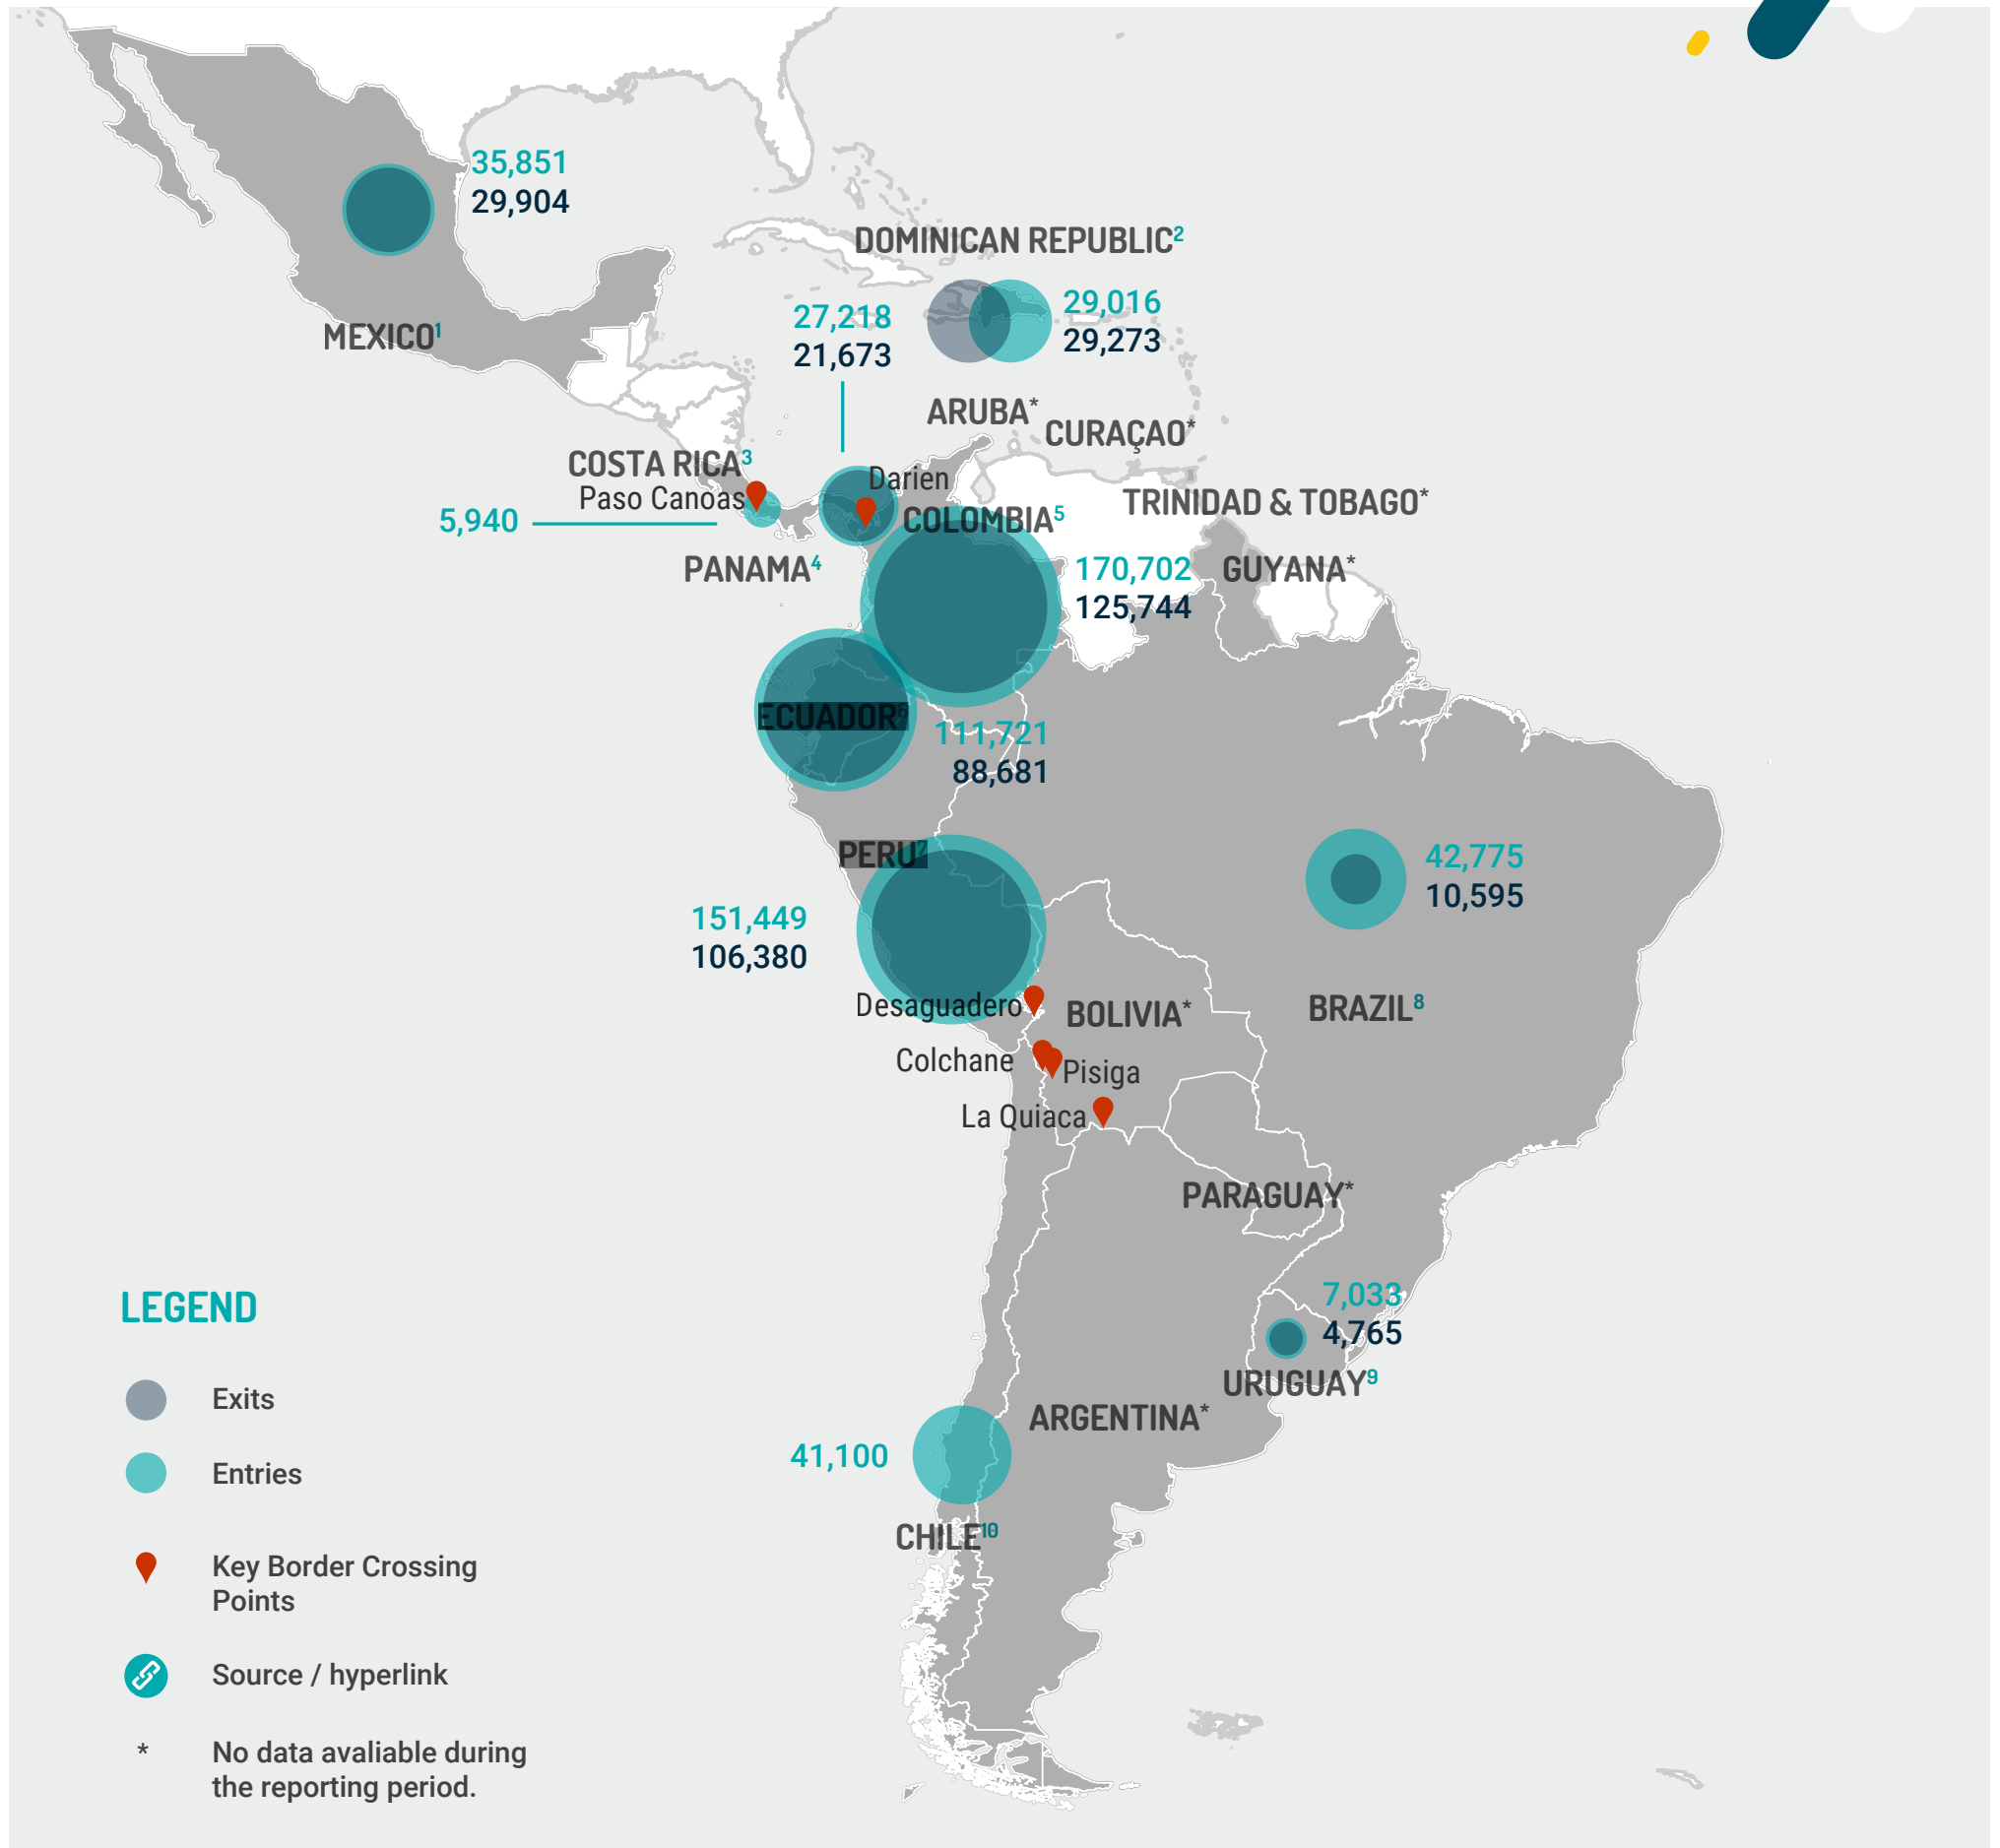 35,851
29,904
MEXICO1
DOMINICAN REPUBLIC2
29,016
29,273
27,218
21,673
ARUBA*
CURAÇAO*
COSTA RICA3
Paso Canoas
Darien
5,940
PANAMA4
COLOMBIA5
TRINIDAD & TOBAGO*
GUYANA*
170,702
125,744
ECUADOR6
111,721
88,681
PERU7
151,449
106,380
42,775
10,595
BRAZIL8
Desaguadero
BOLIVIA*
Colchane
Pisiga
La Quiaca
PARAGUAY*
7,033
4,765
URUGUAY9
ARGENTINA*
41,100
CHILE10
LEGEND
Exits
Entries
Key Border Crossing
Points
Source / hyperlink
* No data avaliable during
the reporting period.